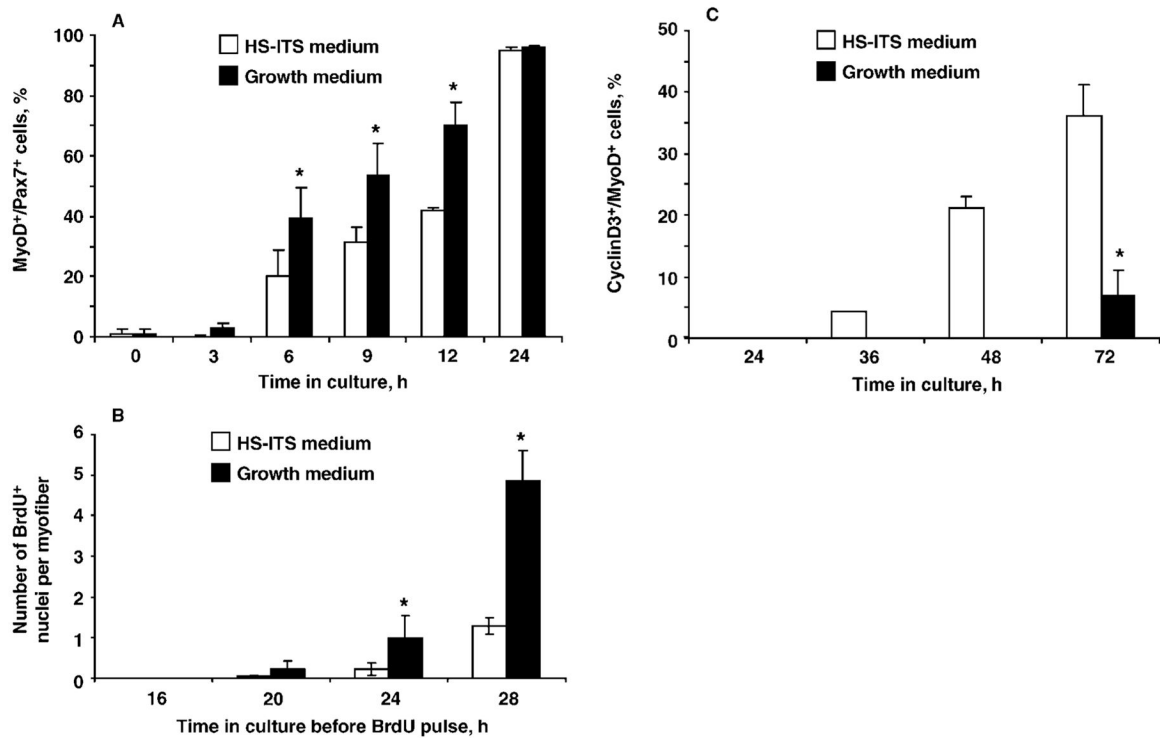 A
HS-ITS medium
Growth medium
MyoD+/Pax7+ cells, %
100
80
60
40
20
0
*
*
*
0 3 6 9 12 24
Time in culture, h
B
HS-ITS medium
Growth medium
Number of BrdU+
nuclei per myofiber
6
5
4
3
2
1
0
*
*
16 20 24 28
Time in culture before BrdU pulse, h
C
HS-ITS medium
Growth medium
CyclinD3+/MyoD+ cells, %
50
40
30
20
10
0
*
24 36 48 72
Time in culture, h